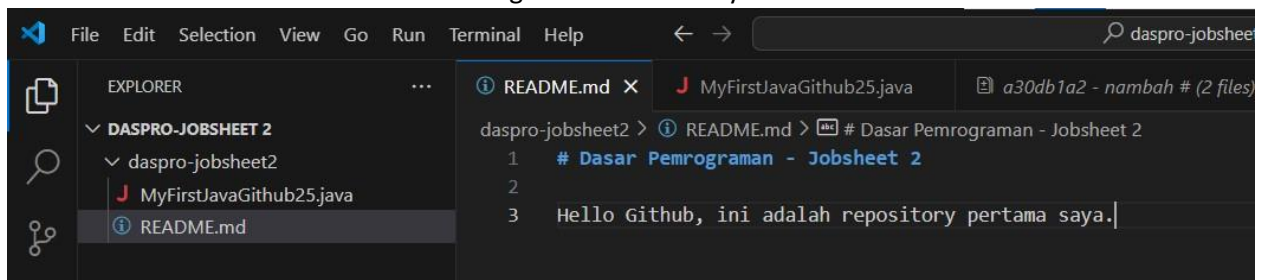 File Edit Selection View Go Run Terminal Help ← → daspro-jobshee
EXPLORER ... README.md × J MyFirstJavaGithub25.java a30db1a2 - nambah # (2 files)
DASPRO-JOBSHEET 2
daspro-jobsheet2 > README.md > # Dasar Pemrograman - Jobsheet 2
daspro-jobsheet2
1 # Dasar Pemrograman - Jobsheet 2
J MyFirstJavaGithub25.java
2
README.md
3 Hello Github, ini adalah repository pertama saya.